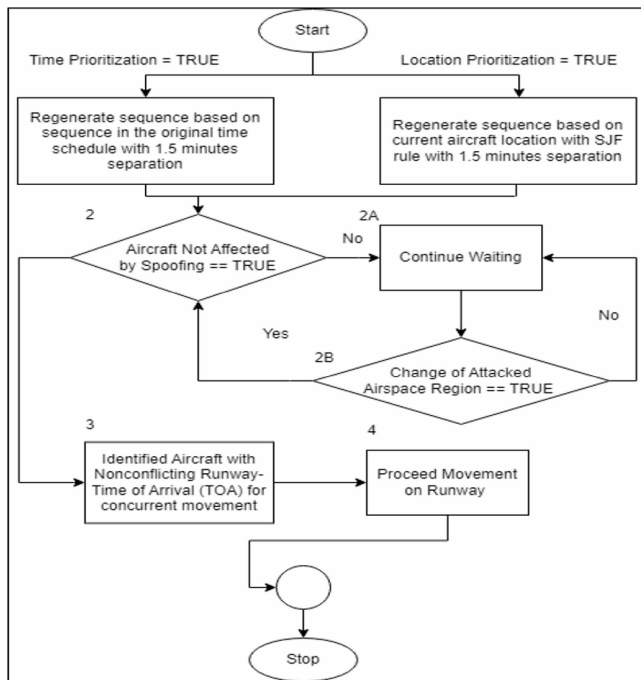 Start
Time Prioritization = TRUE
Location Prioritization = TRUE
Regenerate sequence based on
sequence in the original time
schedule with 1.5 minutes
separation
Regenerate sequence based on
current aircraft location with SJF
rule with 1.5 minutes separation
2
2A
Aircraft Not Affected
by Spoofing == TRUE
No
Continue Waiting
Yes
No
2B
Change of Attacked
Airspace Region == TRUE
3
4
Identified Aircraft with
Nonconflicting Runway-
Time of Arrival (TOA) for
concurrent movement
Proceed Movement
on Runway
Stop